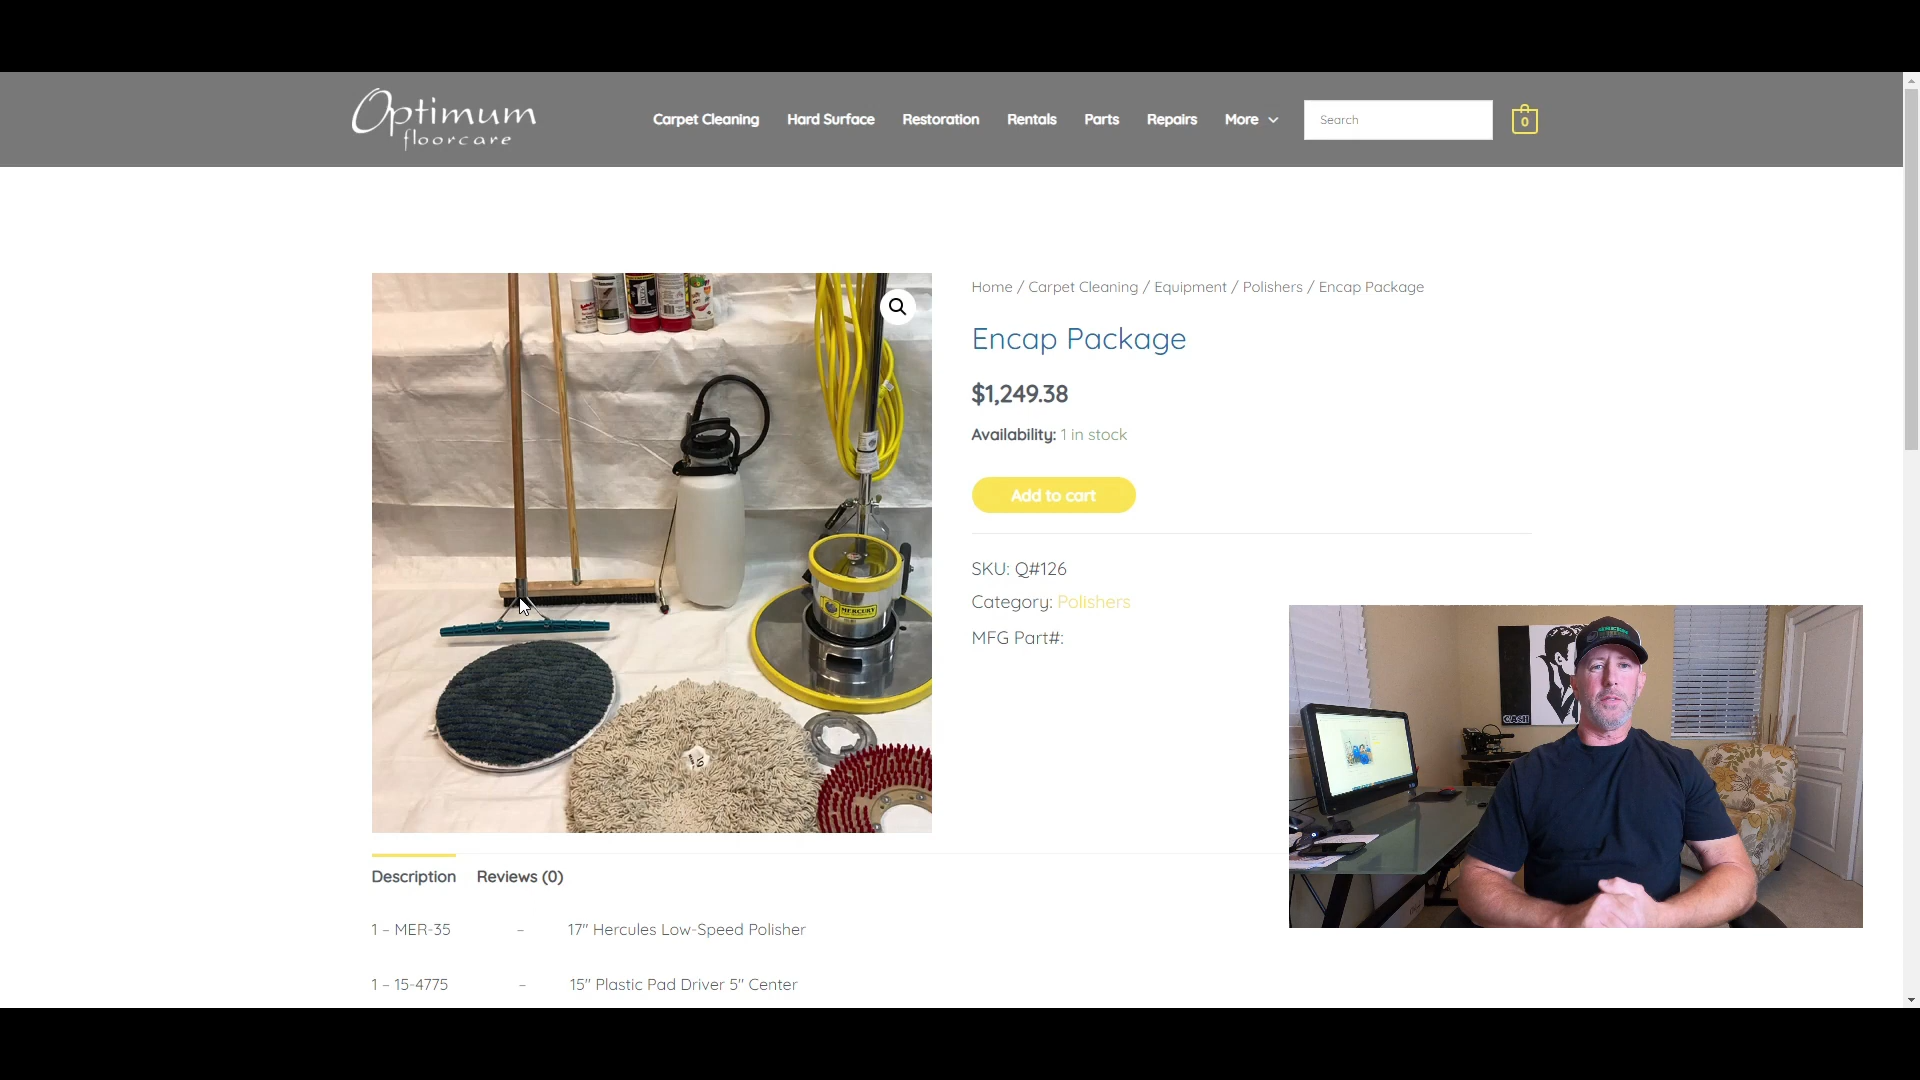 Optimum
floorcare
Carpet Cleaning Hard Surface Restoration Rentals Parts Repairs More
Search
0
Home / Carpet Cleaning / Equipment / Polishers / Encap Package
Encap Package
$1,249.38
Availability: 1 in stock
Add to cart
SKU: Q#126
Category: Polishers
MFG Part#:
MERCURY
CASH
Description Reviews (0)
1 – MER-35 – 17" Hercules Low-Speed Polisher
1 – 15-4775 – 15" Plastic Pad Driver 5" Center